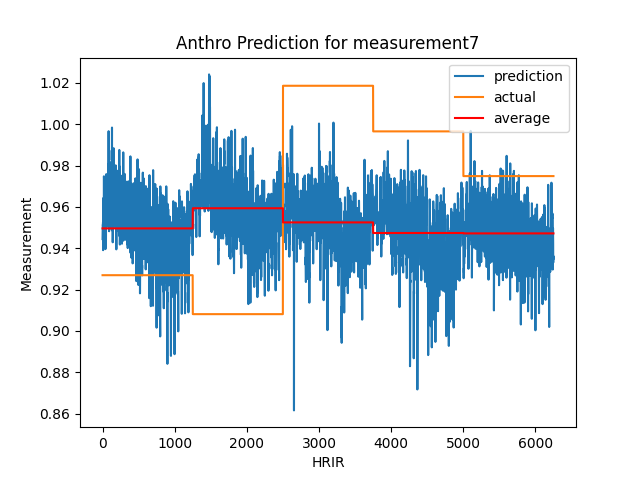 Anthro Prediction for measurement7
prediction
actual
average
Measurement
1.02
1.00
0.98
0.96
0.94
0.92
0.90
0.88
0.86
0 1000 2000 3000 4000 5000 6000
HRIR